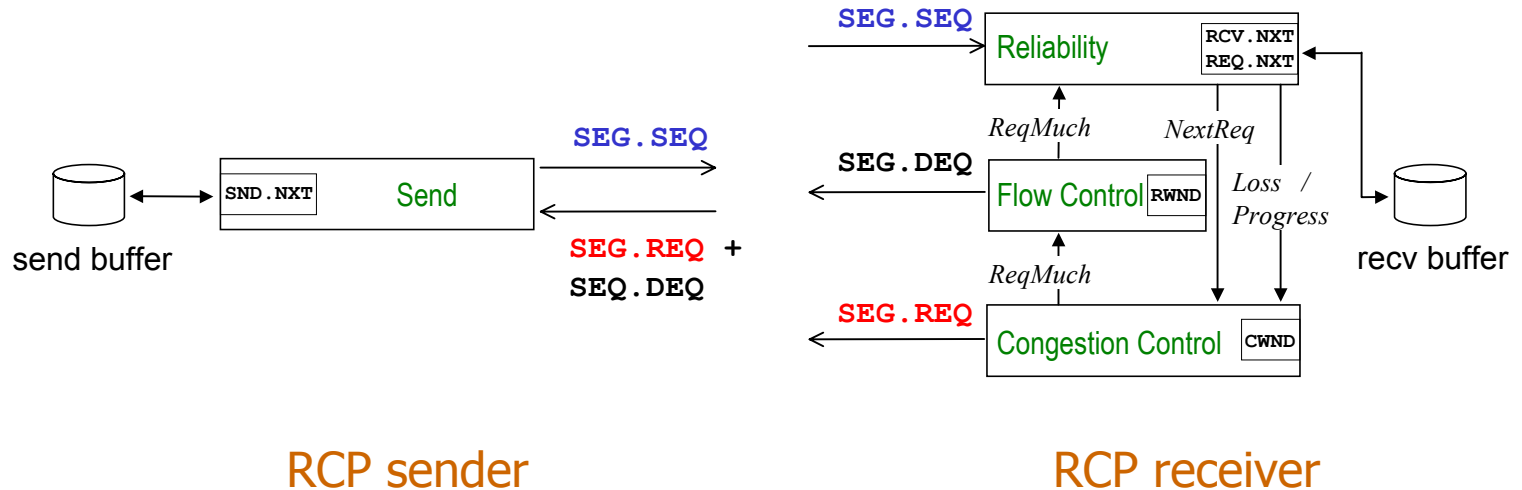 SEG.SEQ
Send
SND.NXT
send buffer
SEG.REQ +
SEQ.DEQ
RCP sender
SEG.SEQ
Reliability
RCV.NXT
REQ.NXT
ReqMuch
NextReq
SEG.DEQ
Flow Control
RWND
Loss /
Progress
recv buffer
ReqMuch
SEG.REQ
Congestion Control
CWND
RCP receiver